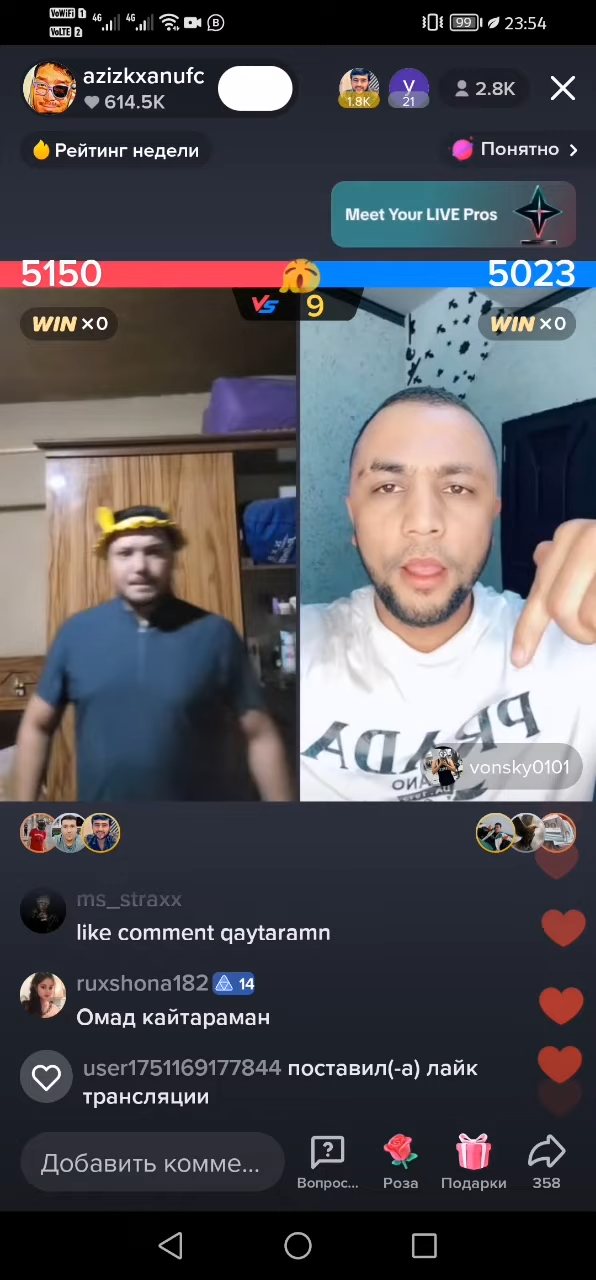 VoWiFi 1
VoLTE 2
4G
4G
99
23:54
azizkxanufc
614.5K
1.8K
y
21
2.8K
Рейтинг недели
Понятно
Meet Your LIVE Pros
5150
5023
VS
9
WIN ×0
WIN ×0
PRADA
vonsky0101
ms_straxx
like comment qaytaramn
ruxshona182 14
Омад кайтараман
user1751169177844 поставил(-а) лайк
трансляции
Добавить комме...
Вопрос...
Роза
Подарки
358